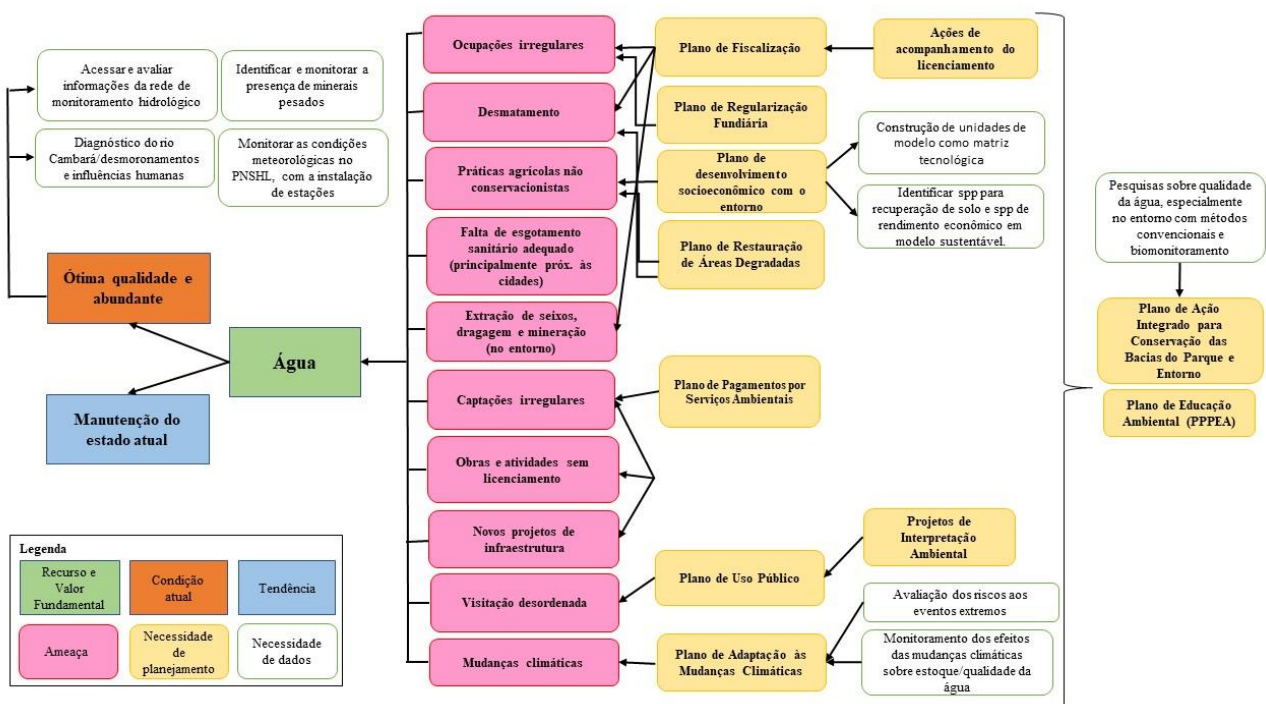 Acessar e avaliar
informações da rede de
monitoramento hidrológico
Identificar e monitorar a
presença de minerais
pesados
Diagnóstico do rio
Cambará/desmoronamentos
e influências humanas
Monitorar as condições
meteorológicas no
PNSHL, com a instalação
de estações
Ótima qualidade e
abundante
Água
Manutenção do
estado atual
Ocupações irregulares
Desmatamento
Práticas agrícolas não
conservacionistas
Falta de esgotamento
sanitário adequado
(principalmente próx. às
cidades)
Extração de seixos,
dragagem e mineração
(no entorno)
Captações irregulares
Obras e atividades sem
licenciamento
Novos projetos de
infraestrutura
Visitação desordenada
Mudanças climáticas
Plano de Fiscalização
Plano de Regularização
Fundiária
Plano de
desenvolvimento
socioeconômico com o
entorno
Plano de Restauração
de Áreas Degradadas
Plano de Pagamentos por
Serviços Ambientais
Plano de Uso Público
Plano de Adaptação às
Mudanças Climáticas
Ações de
acompanhamento do
licenciamento
Construção de unidades de
modelo como matriz
tecnológica
Identificar spp para
recuperação de solo e spp de
rendimento econômico em
modelo sustentável.
Projetos de
Interpretação
Ambiental
Avaliação dos riscos aos
eventos extremos
Monitoramento dos efeitos
das mudanças climáticas
sobre estoque/qualidade da
água
Pesquisas sobre qualidade
da água, especialmente
no entorno com métodos
convencionais e
biomonitoramento
Plano de Ação
Integrado para
Conservação das
Bacias do Parque e
Entorno
Plano de Educação
Ambiental (PPPEA)
Legenda
Recurso e
Valor
Fundamental
Condição
atual
Tendência
Ameaça
Necessidade
de
planejamento
Necessidade
de dados